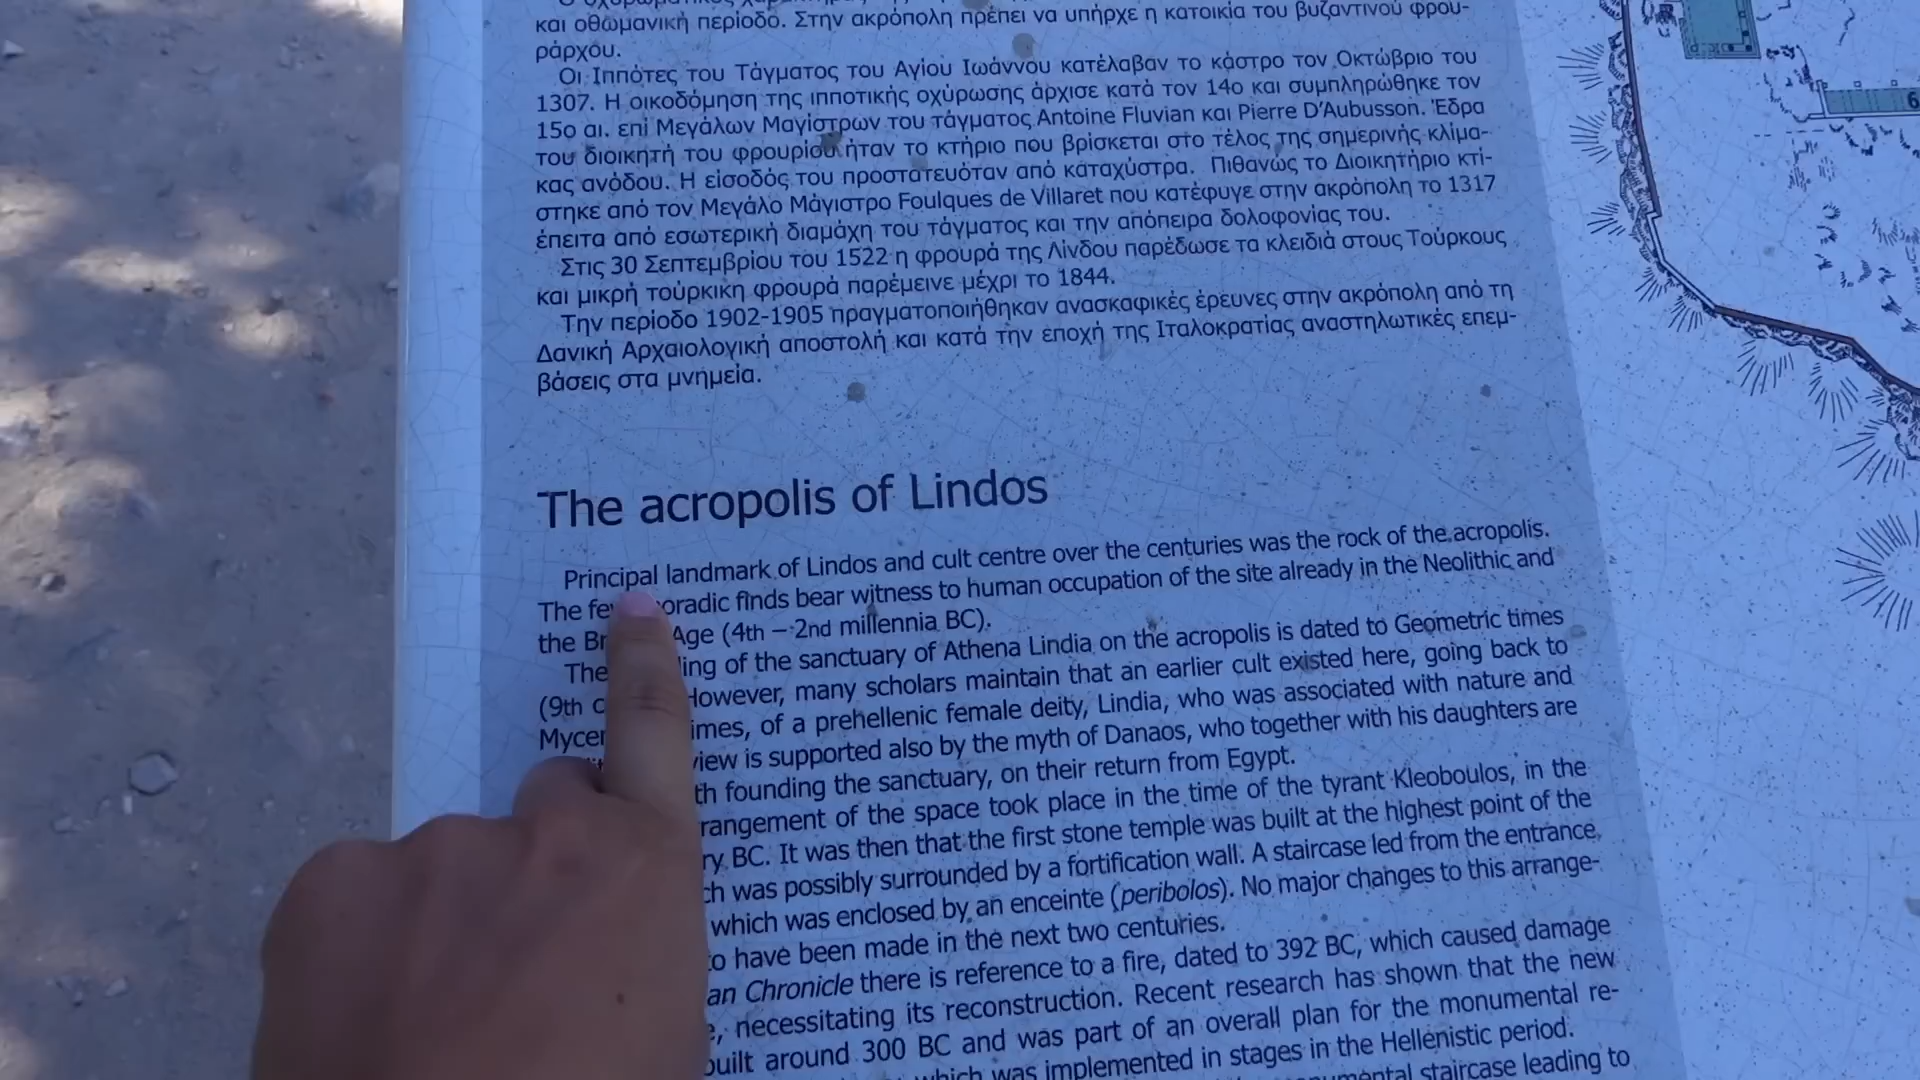 και οθωμανική περίοδο. Στην ακρόπολη πρέπει να υπήρχε η κατοικία του βυζαντινού φρου-
ράρχου.
Οι Ιππότες του Τάγματος του Αγίου Ιωάννου κατέλαβαν το κάστρο τον Οκτώβριο του
1307. Η οικοδόμηση της ιπποτικής οχύρωσης άρχισε κατά τον 14ο και συμπληρώθηκε τον
15ο αι. επί Μεγάλων Μαγίστρων του τάγματος Antoine Fluvian και Pierre D'Aubusson. Έδρα
του διοικητή του φρουρίου ήταν το κτήριο που βρίσκεται στο τέλος της σημερινής κλίμα-
κας ανόδου. Η είσοδός του προστατευόταν από καταχύστρα. Πιθανώς το Διοικητήριο κτί-
στηκε από τον Μεγάλο Μάγιστρο Foulques de Villaret που κατέφυγε στην ακρόπολη το 1317
έπειτα από εσωτερική διαμάχη του τάγματος και την απόπειρα δολοφονίας του.
Στις 30 Σεπτεμβρίου του 1522 η φρουρά της Λίνδου παρέδωσε τα κλειδιά στους Τούρκους
και μικρή τούρκικη φρουρά παρέμεινε μέχρι το 1844.
Την περίοδο 1902-1905 πραγματοποιήθηκαν ανασκαφικές έρευνες στην ακρόπολη από τη
Δανική Αρχαιολογική αποστολή και κατά την εποχή της Ιταλοκρατίας αναστηλωτικές επεμ-
βάσεις στα μνημεία.
The acropolis of Lindos
Principal landmark of Lindos and cult centre over the centuries was the rock of the acropolis.
The few sporadic finds bear witness to human occupation of the site already in the Neolithic and
the Br Age (4th – 2nd millennia BC).
The ling of the sanctuary of Athena Lindia on the acropolis is dated to Geometric times
(9th c However, many scholars maintain that an earlier cult existed here, going back to
Mycen imes, of a prehellenic female deity, Lindia, who was associated with nature and
view is supported also by the myth of Danaos, who together with his daughters are
th founding the sanctuary, on their return from Egypt.
rangement of the space took place in the time of the tyrant Kleoboulos, in the
ry BC. It was then that the first stone temple was built at the highest point of the
ch was possibly surrounded by a fortification wall. A staircase led from the entrance
which was enclosed by an enceinte (peribolos). No major changes to this arrange-
to have been made in the next two centuries.
an Chronicle there is reference to a fire, dated to 392 BC, which caused damage
e, necessitating its reconstruction. Recent research has shown that the new
built around 300 BC and was part of an overall plan for the monumental re-
which was implemented in stages in the Hellenistic period.
monumental staircase leading to
6